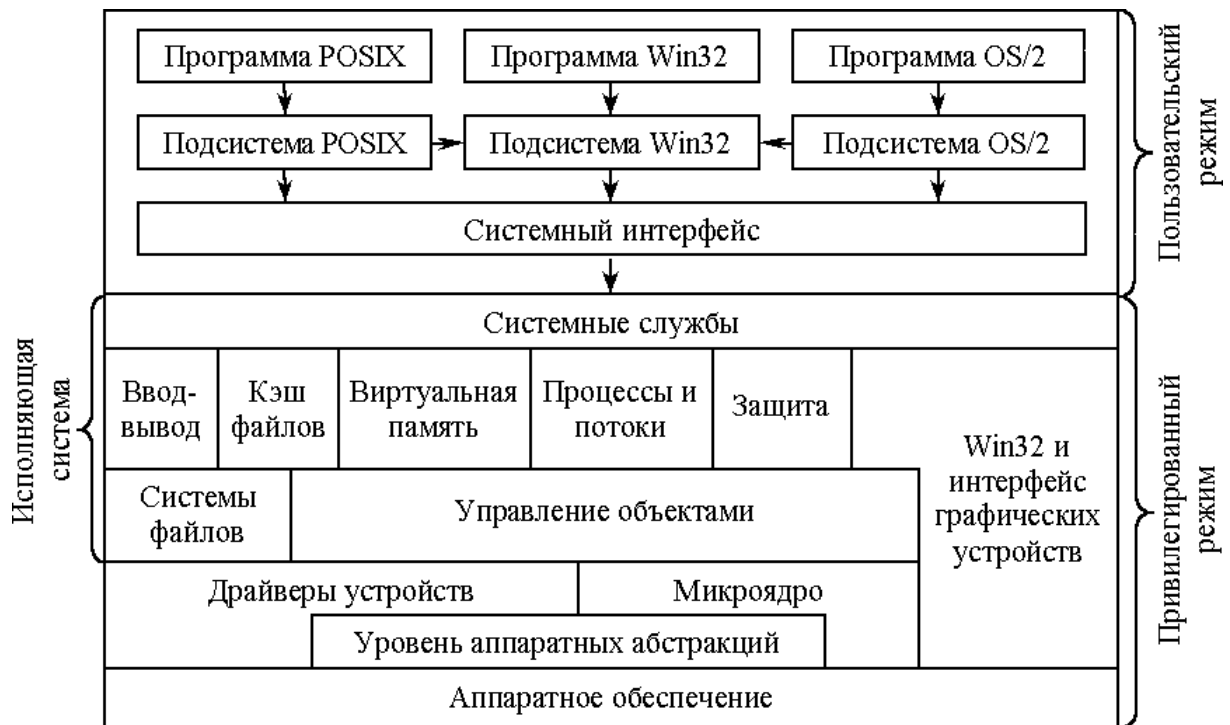 Программа POSIX
Программа Win32
Программа OS/2
Подсистема POSIX
Подсистема Win32
Подсистема OS/2
Системный интерфейс
Пользовательский
режим
Системные службы
Ввод-
вывод
Кэш
файлов
Виртуальная
память
Процессы и
потоки
Защита
Win32 и
интерфейс
графических
устройств
Системы
файлов
Управление объектами
Исполняющая
система
Драйверы устройств
Микроядро
Уровень аппаратных абстракций
Аппаратное обеспечение
Привилегированный
режим